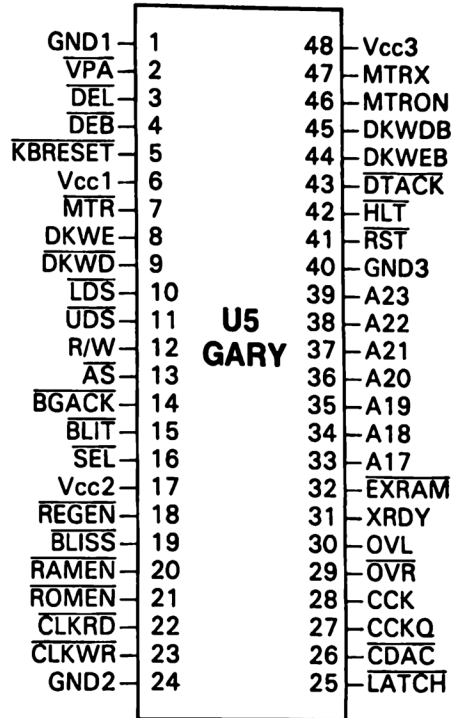 GND1 1 48 Vcc3
VPA 2 47 MTRX
DEL 3 46 MTRON
DEB 4 45 DKWDB
KBRESET 5 44 DKWEB
Vcc1 6 43 DTACK
MTR 7 42 HLT
DKWE 8 41 RST
DKWD 9 40 GND3
LDS 10 39 A23
UDS 11 U5 38 A22
R/W 12 GARY 37 A21
AS 13 36 A20
BGACK 14 35 A19
BLIT 15 34 A18
SEL 16 33 A17
Vcc2 17 32 EXRAM
REGEN 18 31 XRDY
BLISS 19 30 OVL
RAMEN 20 29 OVR
ROMEN 21 28 CCK
CLKRD 22 27 CCKQ
CLKWR 23 26 CDAC
GND2 24 25 LATCH